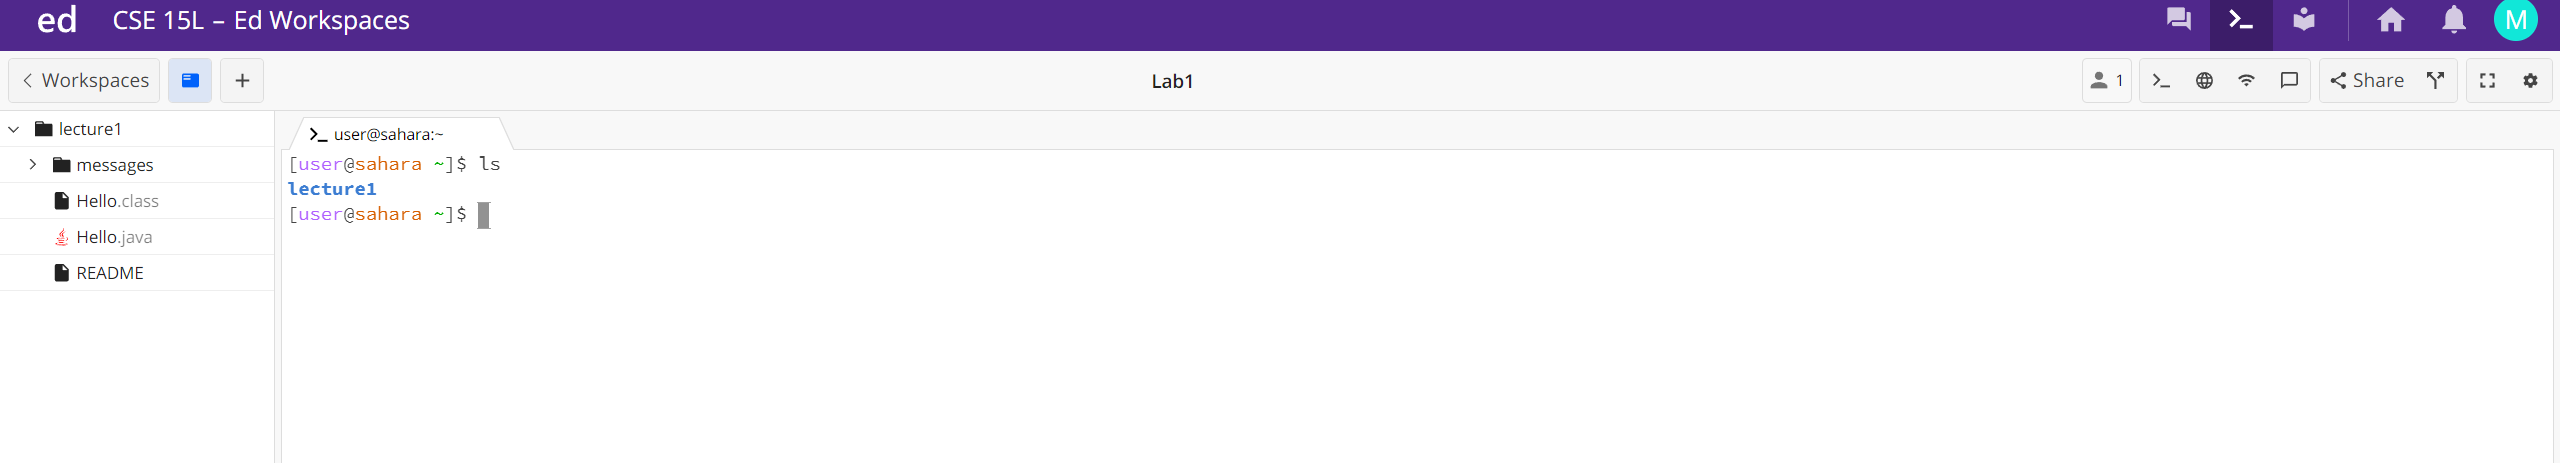 ed CSE 15L – Ed Workspaces M
Workspaces + Lab1 1 Share
lecture1
messages
Hello.class
Hello.java
README
user@sahara:~
[user@sahara ~]$ ls
lecture1
[user@sahara ~]$